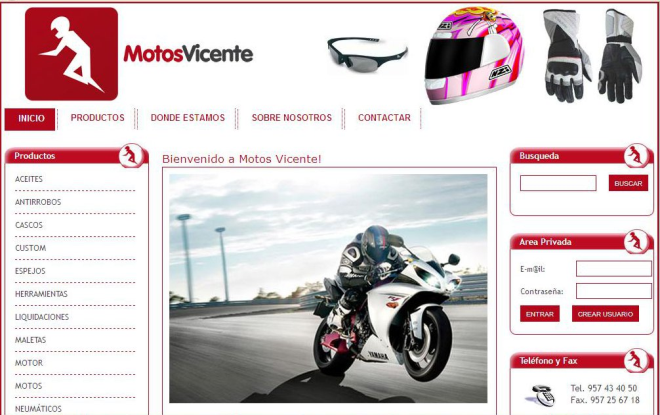 MotosVicente
NZI
INICIO
PRODUCTOS
DONDE ESTAMOS
SOBRE NOSOTROS
CONTACTAR
Productos
ACEITES
ANTIRROBOS
CASCOS
CUSTOM
ESPEJOS
HERRAMIENTAS
LIQUIDACIONES
MALETAS
MOTOR
MOTOS
NEUMÁTICOS
Bienvenido a Motos Vicente!
YAMAHA
Busqueda
BUSCAR
Area Privada
E-m@il:
Contraseña:
ENTRAR
CREAR USUARIO
Teléfono y Fax
Tel. 957 43 40 50
Fax. 957 25 67 18